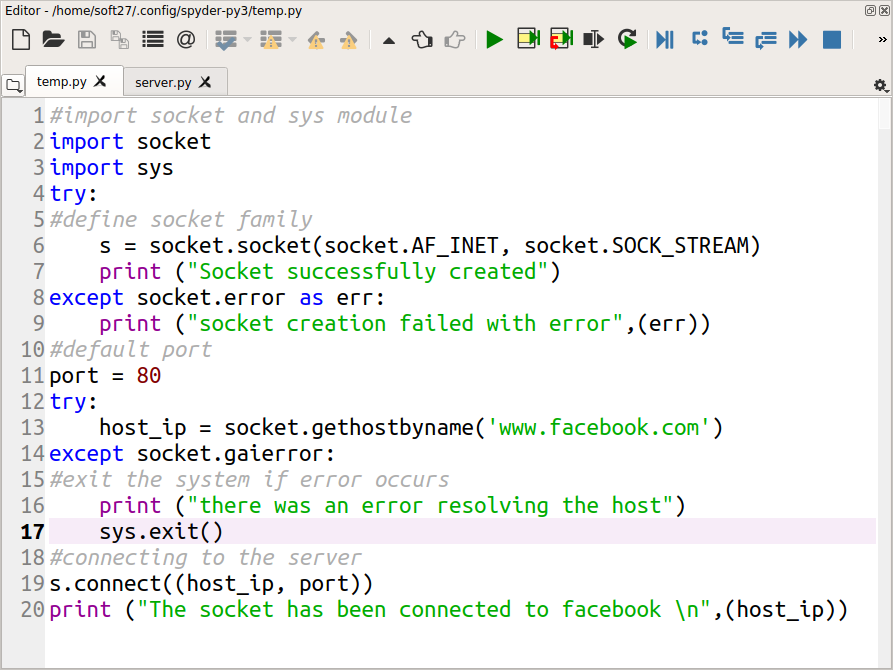 Editor - /home/soft27/.config/spyder-py3/temp.py
temp.py server.py
1 #import socket and sys module
2 import socket
3 import sys
4 try:
5 #define socket family
6     s = socket.socket(socket.AF_INET, socket.SOCK_STREAM)
7     print ("Socket successfully created")
8 except socket.error as err:
9     print ("socket creation failed with error",(err))
10 #default port
11 port = 80
12 try:
13     host_ip = socket.gethostbyname('www.facebook.com')
14 except socket.gaierror:
15 #exit the system if error occurs
16     print ("there was an error resolving the host")
17     sys.exit()
18 #connecting to the server
19 s.connect((host_ip, port))
20 print ("The socket has been connected to facebook \n",(host_ip))